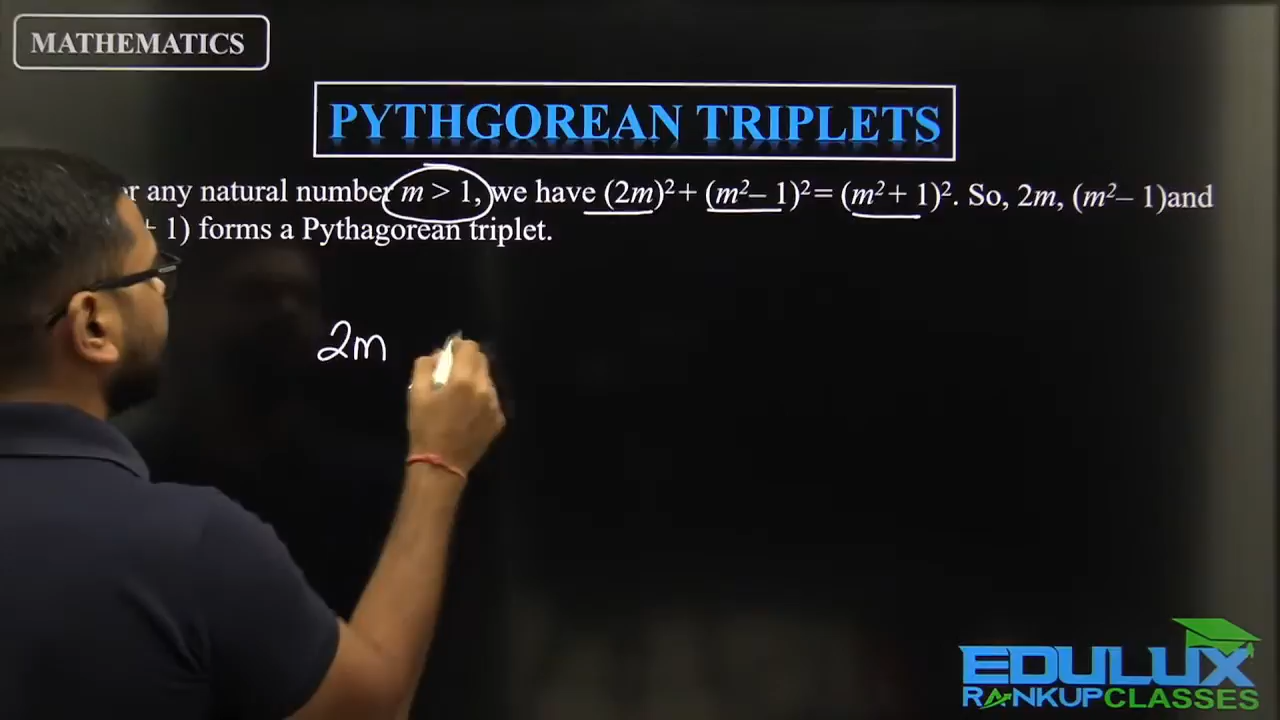 MATHEMATICS
PYTHGOREAN TRIPLETS
any natural number m > 1, we have (2m)² + (m² – 1)² = (m² + 1)². So, 2m, (m² – 1)and
1) forms a Pythagorean triplet.
2m
EDULUX
RANKUPCLASSES